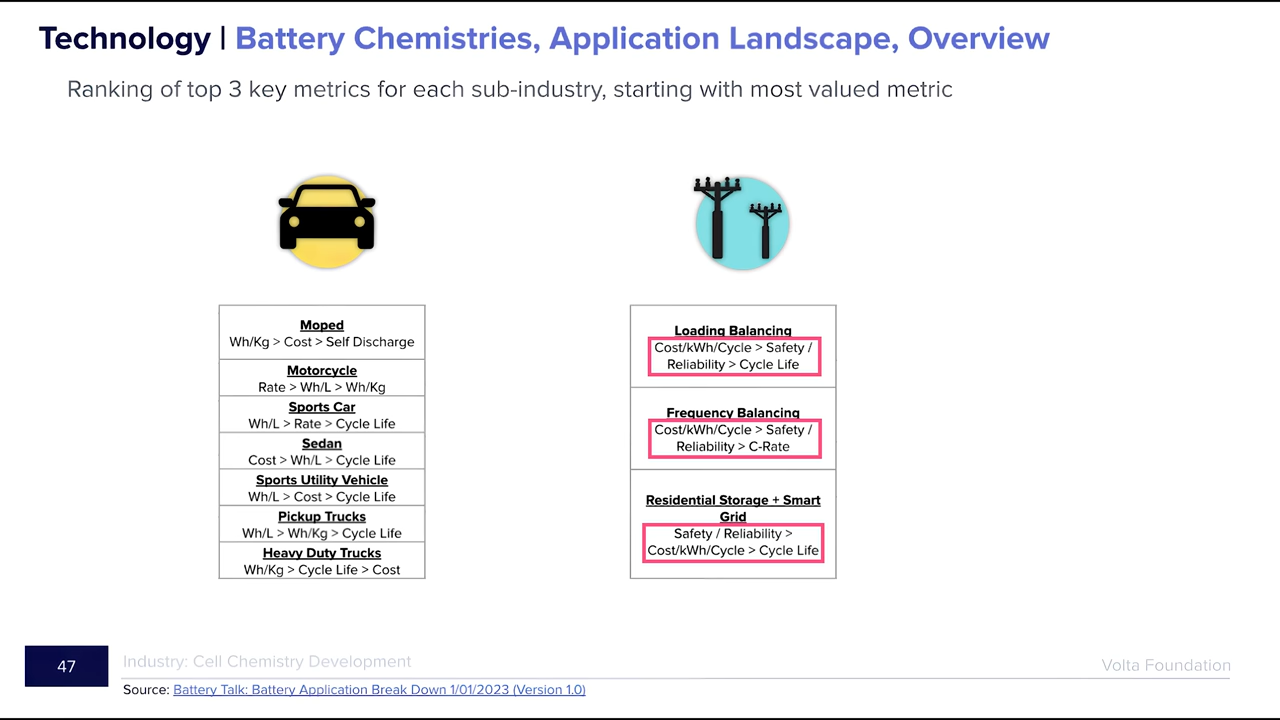 Technology | Battery Chemistries, Application Landscape, Overview
Ranking of top 3 key metrics for each sub-industry, starting with most valued metric
Moped
Wh/Kg > Cost > Self Discharge
Motorcycle
Rate > Wh/L > Wh/Kg
Sports Car
Wh/L > Rate > Cycle Life
Sedan
Cost > Wh/L > Cycle Life
Sports Utility Vehicle
Wh/L > Cost > Cycle Life
Pickup Trucks
Wh/L > Wh/Kg > Cycle Life
Heavy Duty Trucks
Wh/Kg > Cycle Life > Cost
Loading Balancing
Cost/kWh/Cycle > Safety /
Reliability > Cycle Life
Frequency Balancing
Cost/kWh/Cycle > Safety /
Reliability > C-Rate
Residential Storage + Smart
Grid
Safety / Reliability >
Cost/kWh/Cycle > Cycle Life
47
Industry: Cell Chemistry Development
Volta Foundation
Source: Battery Talk: Battery Application Break Down 1/01/2023 (Version 1.0)